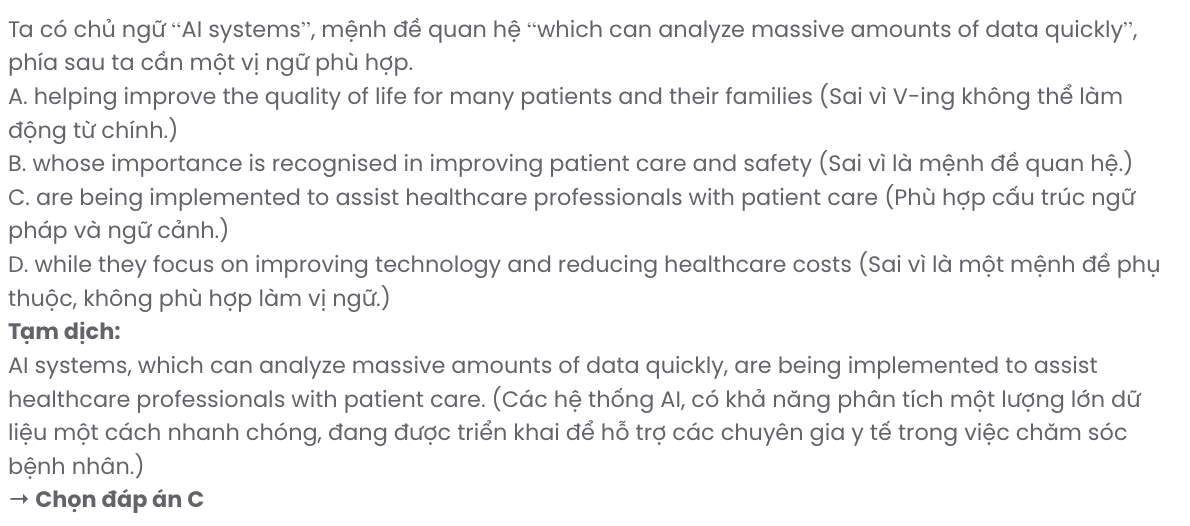 Ta có chủ ngữ “AI systems”, mệnh đề quan hệ “which can analyze massive amounts of data quickly”,
phía sau ta cần một vị ngữ phù hợp.
A. helping improve the quality of life for many patients and their families (Sai vì V-ing không thể làm
động từ chính.)
B. whose importance is recognised in improving patient care and safety (Sai vì là mệnh đề quan hệ.)
C. are being implemented to assist healthcare professionals with patient care (Phù hợp cấu trúc ngữ
pháp và ngữ cảnh.)
D. while they focus on improving technology and reducing healthcare costs (Sai vì là một mệnh đề phụ
thuộc, không phù hợp làm vị ngữ.)
Tạm dịch:
AI systems, which can analyze massive amounts of data quickly, are being implemented to assist
healthcare professionals with patient care. (Các hệ thống AI, có khả năng phân tích một lượng lớn dữ
liệu một cách nhanh chóng, đang được triển khai để hỗ trợ các chuyên gia y tế trong việc chăm sóc
bệnh nhân.)
→ Chọn đáp án C